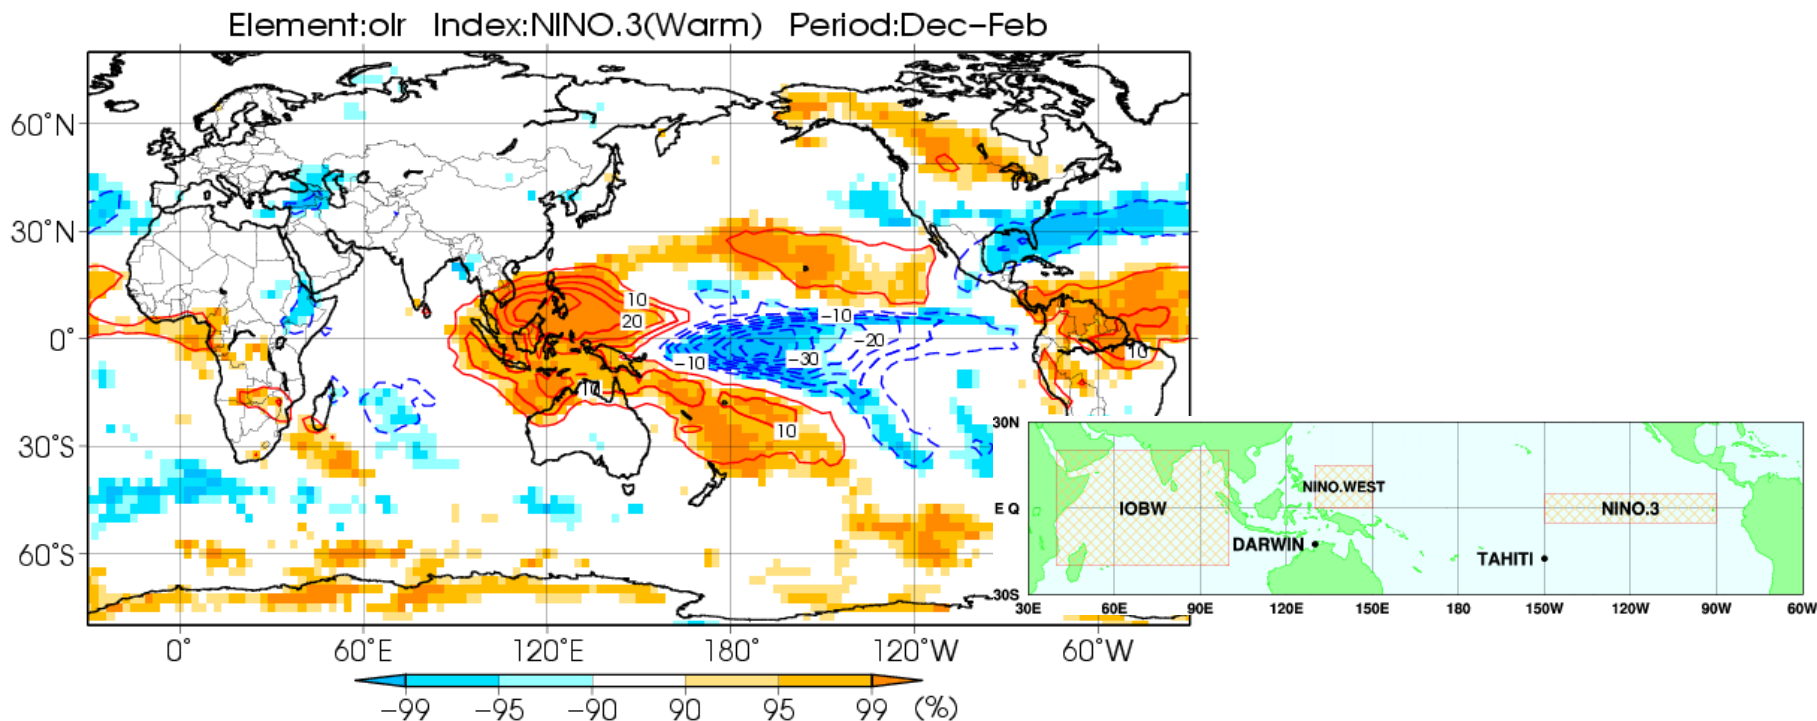 Element:olr Index:NINO.3(Warm) Period:Dec-Feb
60°N
30°N
0°
30°S
60°S
10
20
-10
-20
-10
-30
10
10
10
0° 60°E 120°E 180° 120°W 60°W
-99 -95 -90 90 95 99 (%)
30N
E Q
30S
IOBW
NINO.WEST
NINO.3
DARWIN
TAHITI
30E 60E 90E 120E 150E 180 150W 120W 90W 60W